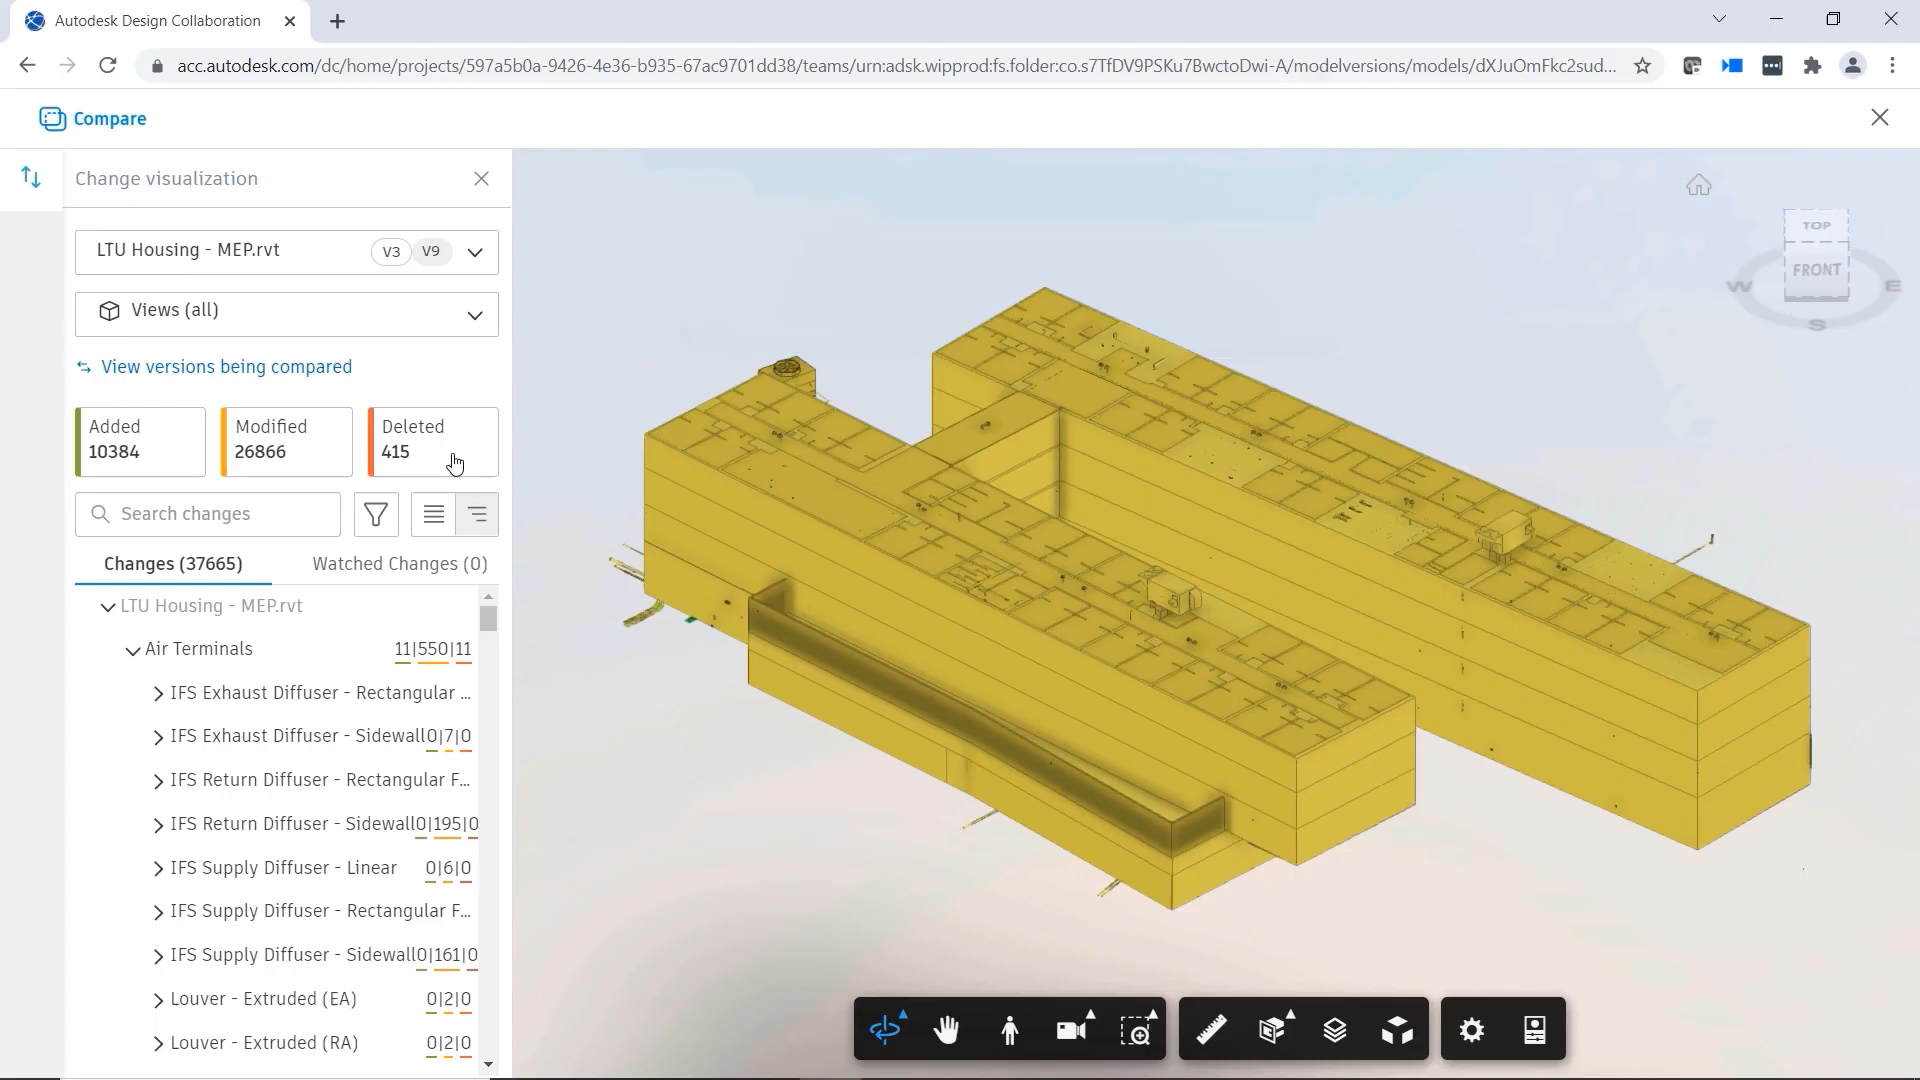 Autodesk Design Collaboration
acc.autodesk.com/dc/home/projects/597a5b0a-9426-4e36-b935-67ac9701dd38/teams/urn:adsk.wipprod:fs.folder:co.s7TfDV9PSKu7BwctoDwi-A/modelversions/models/dXJuOmFkc2sud...
Compare
Change visualization
LTU Housing - MEP.rvt V3 V9
Views (all)
View versions being compared
Added Modified Deleted
10384 26866 415
Search changes
Changes (37665) Watched Changes (0)
LTU Housing - MEP.rvt
Air Terminals 11|550|11
IFS Exhaust Diffuser - Rectangular ...
IFS Exhaust Diffuser - Sidewall 0|7|0
IFS Return Diffuser - Rectangular F...
IFS Return Diffuser - Sidewall 0|195|0
IFS Supply Diffuser - Linear 0|6|0
IFS Supply Diffuser - Rectangular F...
IFS Supply Diffuser - Sidewall 0|161|0
Louver - Extruded (EA) 0|2|0
Louver - Extruded (RA) 0|2|0
TOP
FRONT
W E
S